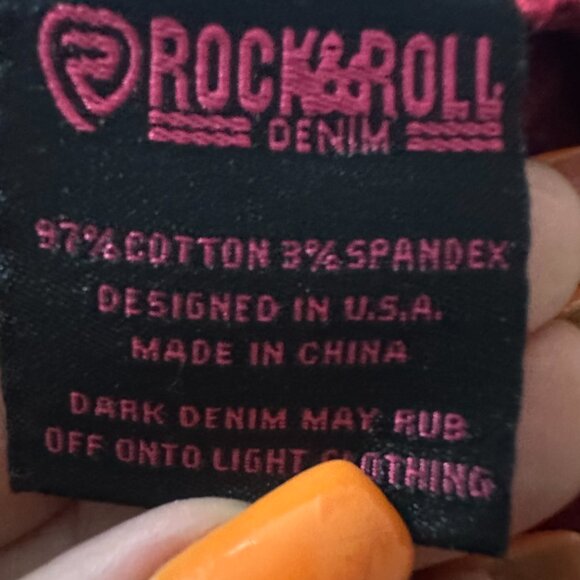 ROCK&ROLL
DENIM
97% COTTON 3% SPANDEX
DESIGNED IN U.S.A.
MADE IN CHINA
DARK DENIM MAY RUB
OFF ONTO LIGHT CLOTHING